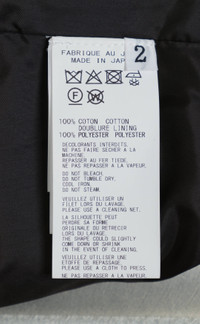 FABRIQUE AU J
MADE IN JAP
2
F
W
100% COTON COTTON
DOUBLURE LINING
100% POLYESTER POLYESTER
DECOLORANTS INTERDITS
NE PAS FAIRE SECHER A LA
MACHINE
REPASSER AU FER TIEDE.
NE PAS REPASSER A LA VAPEUR.
DO NOT BLEACH.
DO NOT TUMBLE DRY.
COOL IRON.
DO NOT STEAM.
VEUILLEZ UTILISER UN
FILET LORS DU LAVAGE.
PLEASE USE A CLEANING NET.
LA SILHOUETTE PEUT
PERDRE SA FORME
ORIGINALE OU RETRECIR
LORS DU LAVAGE.
THE SHAPE COULD SLIGHTLY
COME DOWN OR SHRINK
IN THE EVENT OF CLEANING.
VEUILLEZ UTILISER UNE
ETOFFE DE REPASSAGE
PLEASE USE A CLOTH TO PRESS.
NE PAS REPASSER A LA VAPEUR.